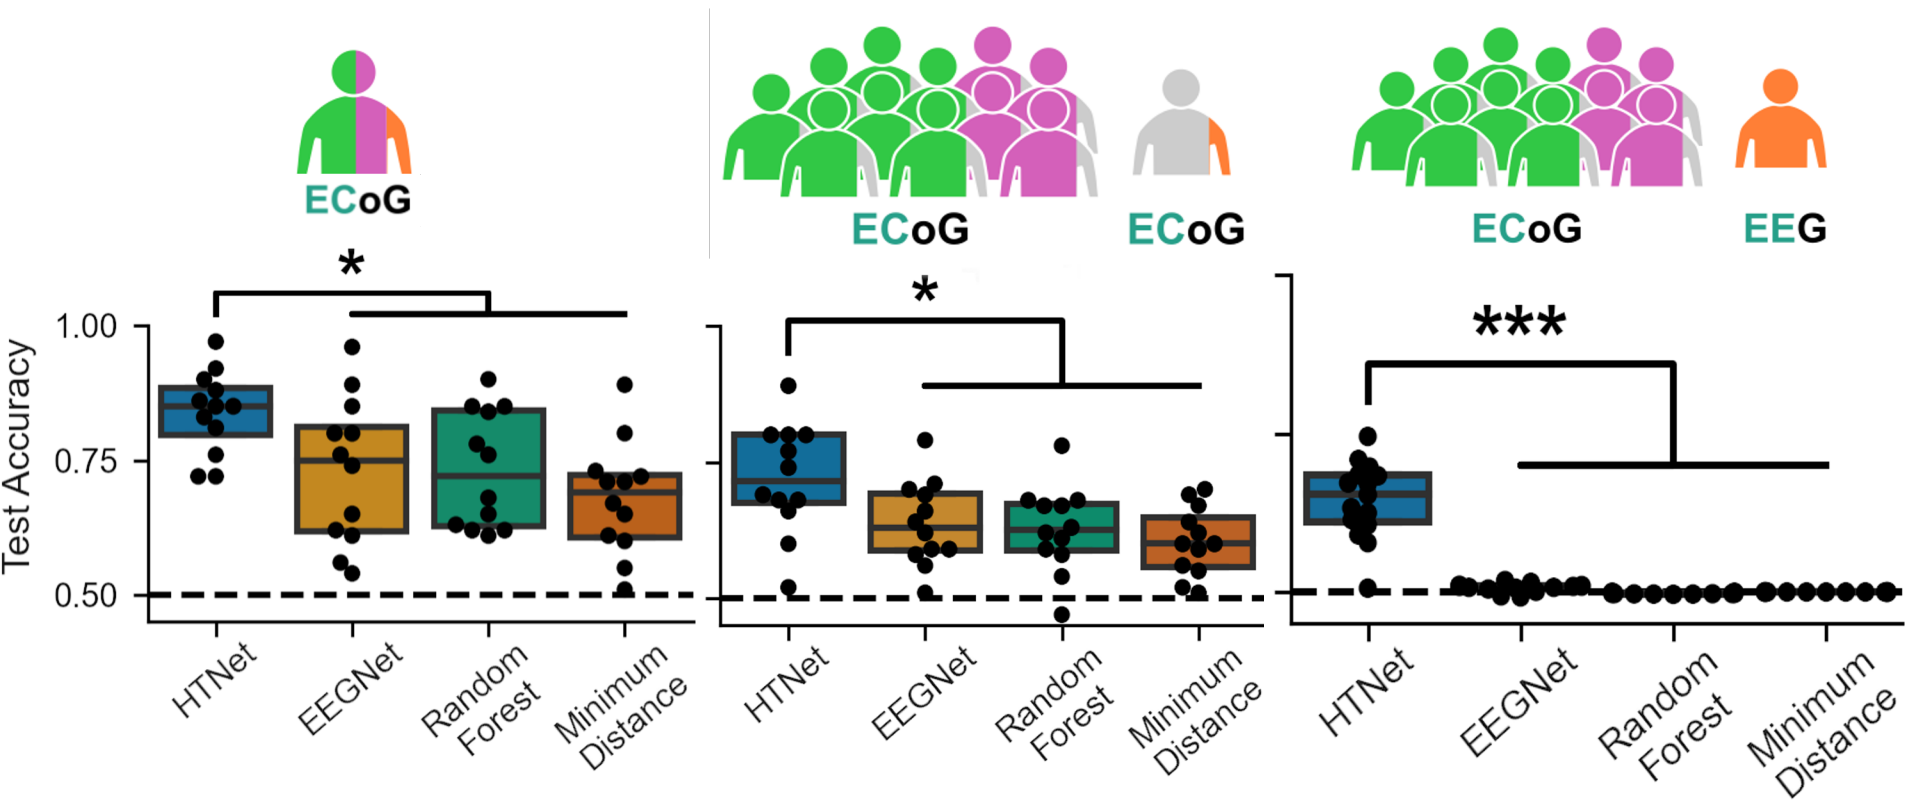 ECoG
ECoG
ECoG
ECoG
EEG
*
*
***
Test Accuracy
1.00
0.75
0.50
HTNet
EEGNet
Random
Forest
Minimum
Distance
HTNet
EEGNet
Random
Forest
Minimum
Distance
HTNet
EEGNet
Random
Forest
Minimum
Distance